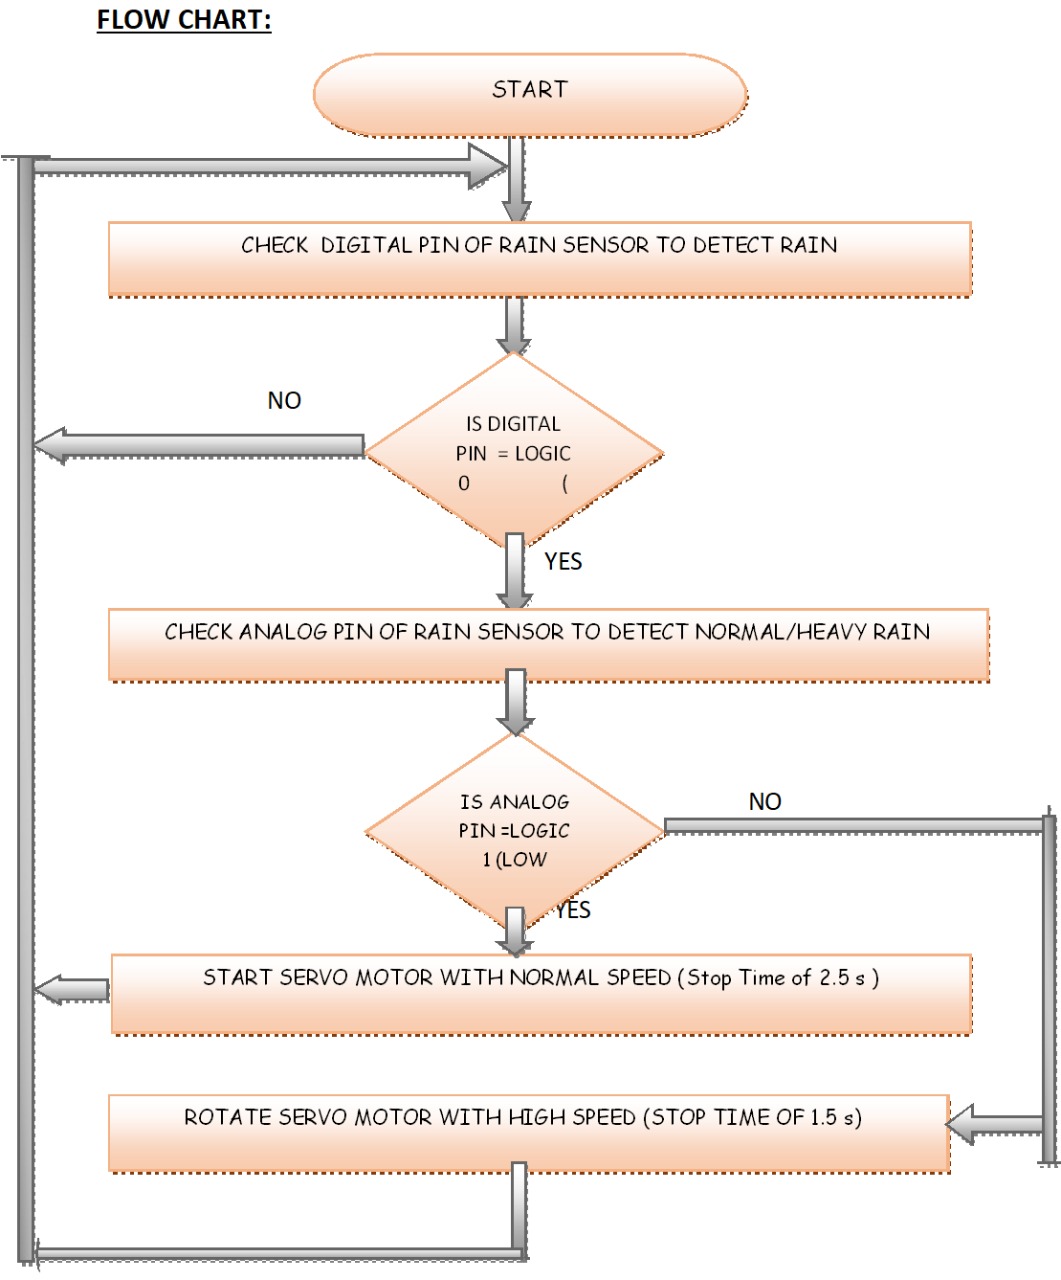 FLOW CHART:
START
CHECK DIGITAL PIN OF RAIN SENSOR TO DETECT RAIN
NO
IS DIGITAL
PIN = LOGIC
0 (
YES
CHECK ANALOG PIN OF RAIN SENSOR TO DETECT NORMAL/HEAVY RAIN
IS ANALOG
PIN =LOGIC
1 (LOW
NO
YES
START SERVO MOTOR WITH NORMAL SPEED (Stop Time of 2.5 s )
ROTATE SERVO MOTOR WITH HIGH SPEED (STOP TIME OF 1.5 s)